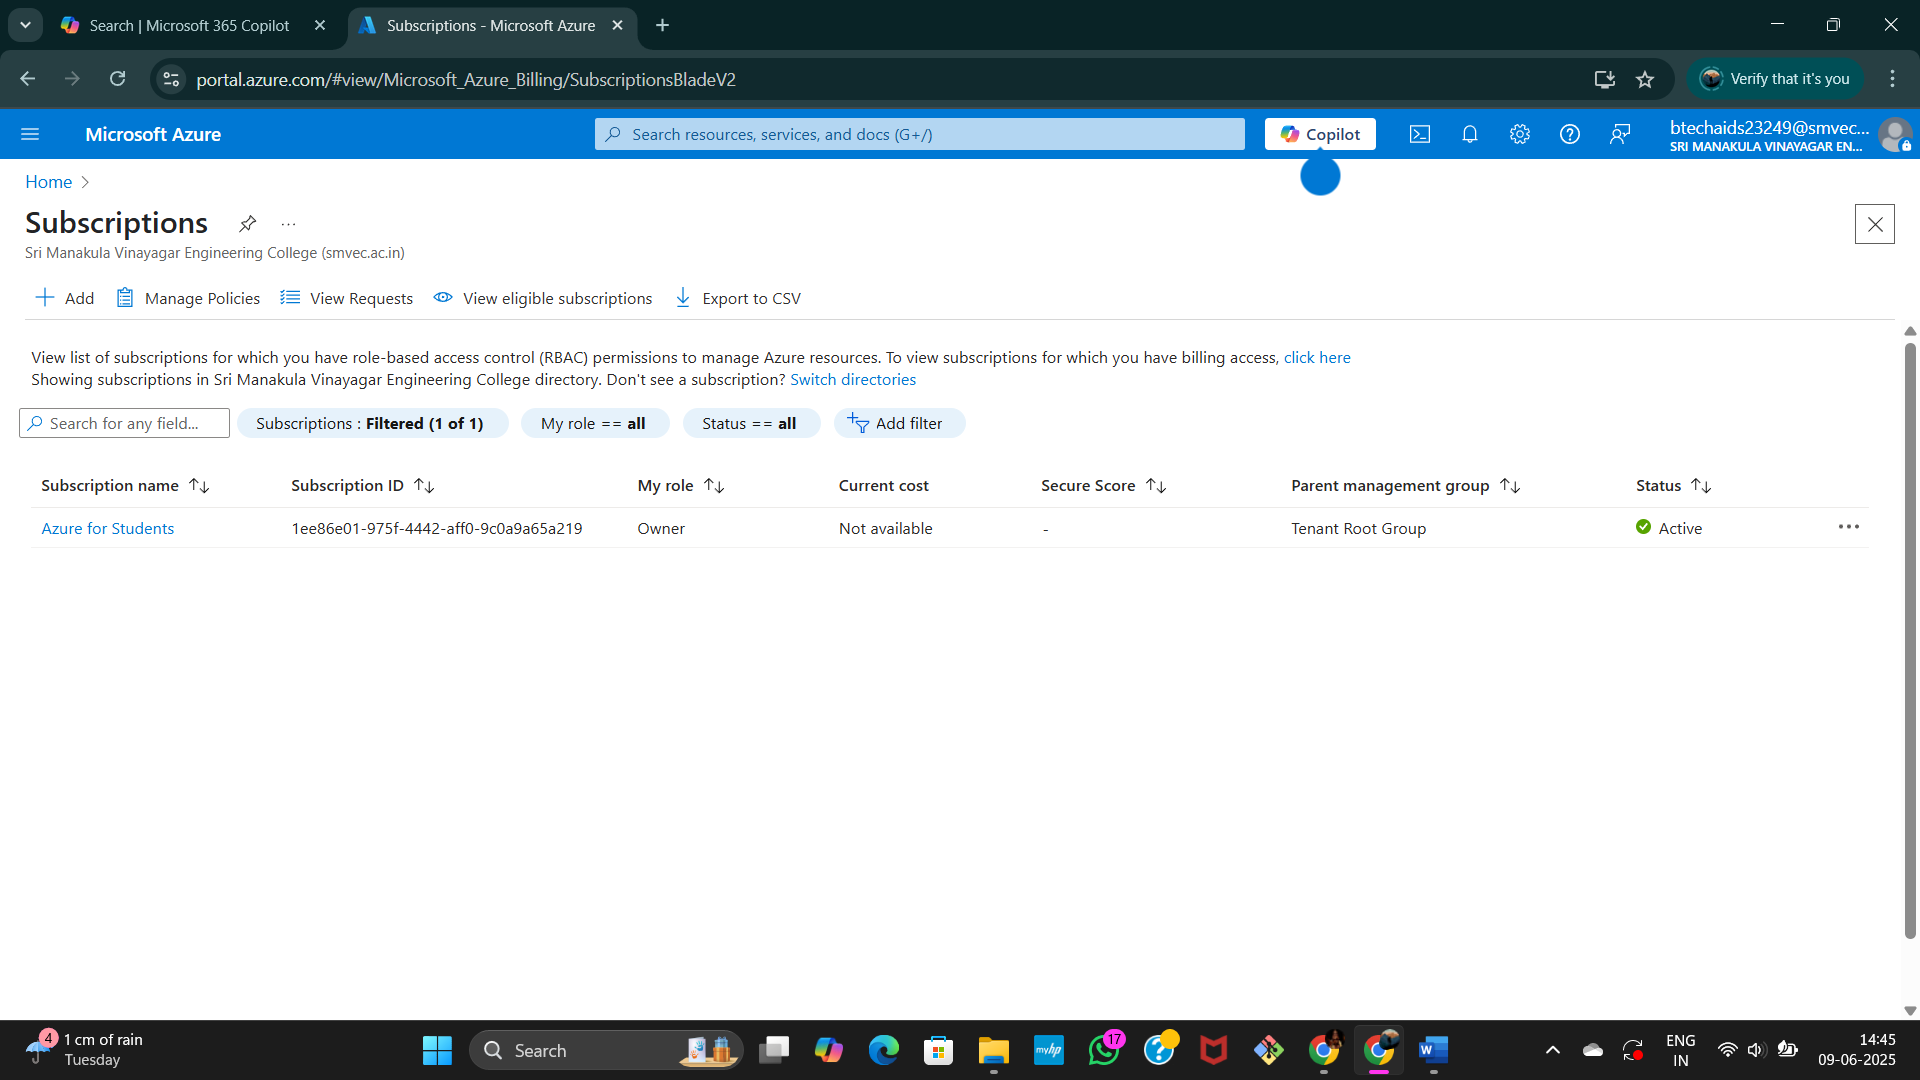 Search | Microsoft 365 Copilot
Subscriptions - Microsoft Azure
portal.azure.com/#view/Microsoft_Azure_Billing/SubscriptionsBladeV2
Verify that it's you
Microsoft Azure
Search resources, services, and docs (G+/)
Copilot
btechaids23249@smvec...
SRI MANAKULA VINAYAGAR EN...
Home
Subscriptions
...
Sri Manakula Vinayagar Engineering College (smvec.ac.in)
Add
Manage Policies
View Requests
View eligible subscriptions
Export to CSV
View list of subscriptions for which you have role-based access control (RBAC) permissions to manage Azure resources. To view subscriptions for which you have billing access, click here
Showing subscriptions in Sri Manakula Vinayagar Engineering College directory. Don't see a subscription? Switch directories
Search for any field...
Subscriptions : Filtered (1 of 1)
My role == all
Status == all
Add filter
Subscription name
Subscription ID
My role
Current cost
Secure Score
Parent management group
Status
Azure for Students
1ee86e01-975f-4442-aff0-9c0a9a65a219
Owner
Not available
-
Tenant Root Group
Active
4
1 cm of rain
Tuesday
Search
myhp
17
W
ENG
IN
14:45
09-06-2025